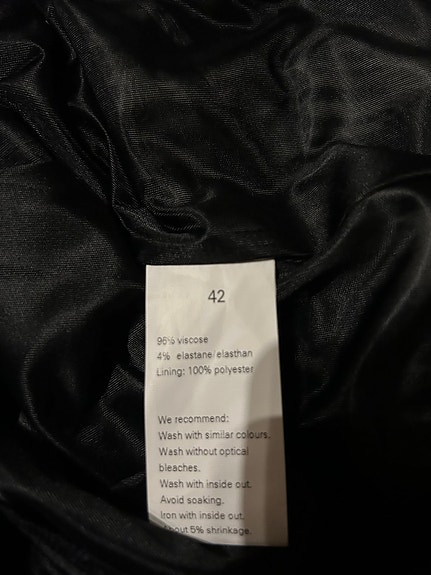 42
96% viscose
4% elastane/elasthan
Lining: 100% polyester
We recommend:
Wash with similar colours.
Wash without optical
bleaches.
Wash with inside out.
Avoid soaking.
Iron with inside out.
About 5% shrinkage.